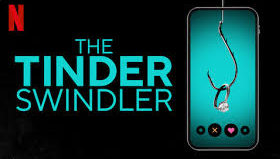 N
THE
TINDER
SWINDLER